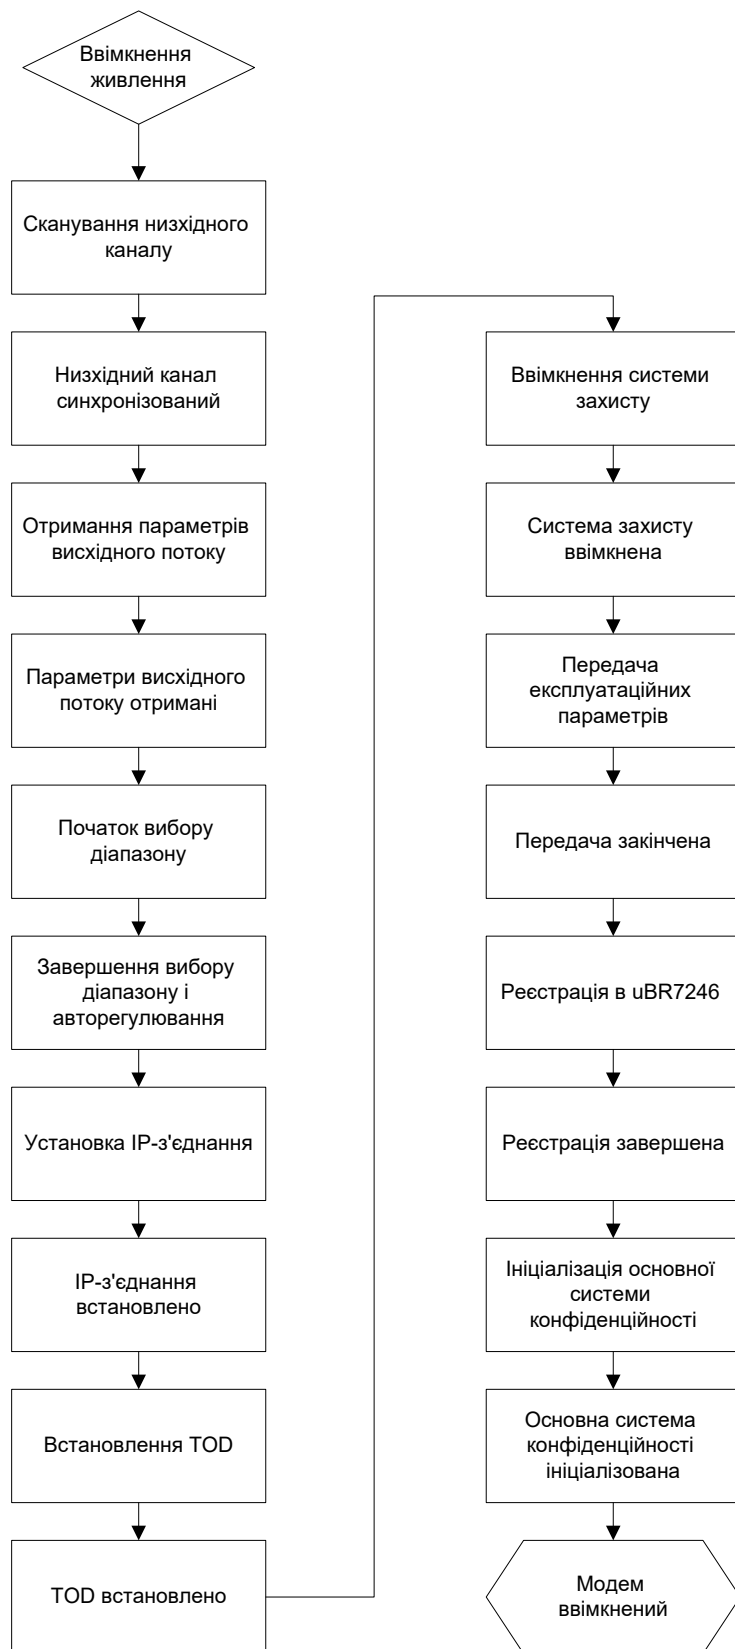 Ввімкнення
живлення
Сканування низхідного
каналу
Низхідний канал
синхронізований
Отримання параметрів
висхідного потоку
Параметри висхідного
потоку отримані
Початок вибору
діапазону
Завершення вибору
діапазону і
авторегулювання
Установка IP-з'єднання
IP-з'єднання
встановлено
Встановлення TOD
TOD встановлено
Ввімкнення системи
захисту
Система захисту
ввімкнена
Передача
експлуатаційних
параметрів
Передача закінчена
Реєстрація в uBR7246
Реєстрація завершена
Ініціалізація основної
системи
конфіденційності
Основна система
конфіденційності
ініціалізована
Модем
ввімкнений